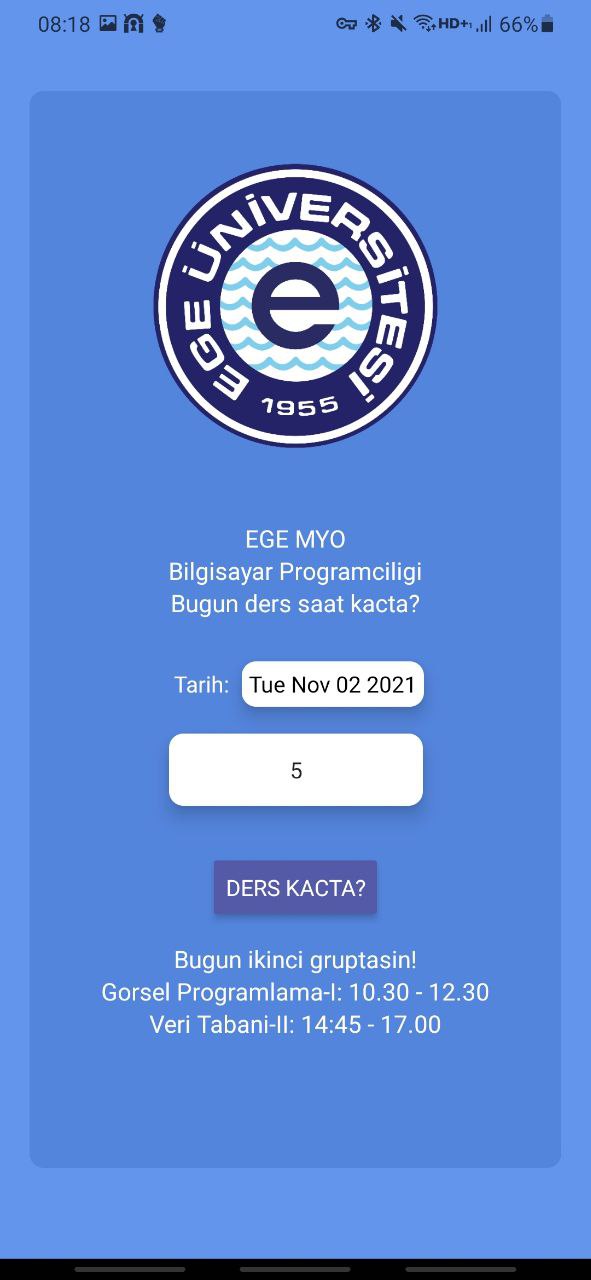 08:18 HD+ 66%
EGE ÜNİVERSİTESİ
e
1955
EGE MYO
Bilgisayar Programciligi
Bugun ders saat kacta?
Tarih: Tue Nov 02 2021
5
DERS KACTA?
Bugun ikinci gruptasin!
Gorsel Programlama-I: 10.30 - 12.30
Veri Tabani-II: 14:45 - 17.00